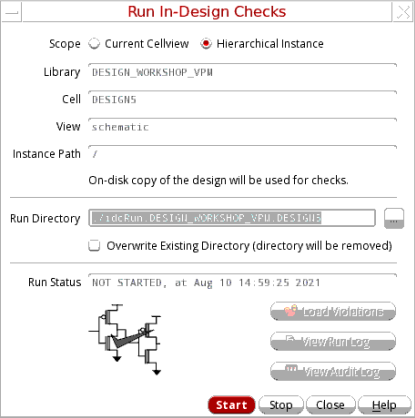 Run In-Design Checks
Scope Current Cellview Hierarchical Instance
Library DESIGN_WORKSHOP_VPM
Cell DESIGN5
View schematic
Instance Path /
On-disk copy of the design will be used for checks.
Run Directory ./idcRun.DESIGN_WORKSHOP_VPM.DESIGN5 ...
Overwrite Existing Directory (directory will be removed)
Run Status NOT STARTED, at Aug 10 14:59:25 2021
Load Violations
View Run Log
View Audit Log
Start Stop Close Help